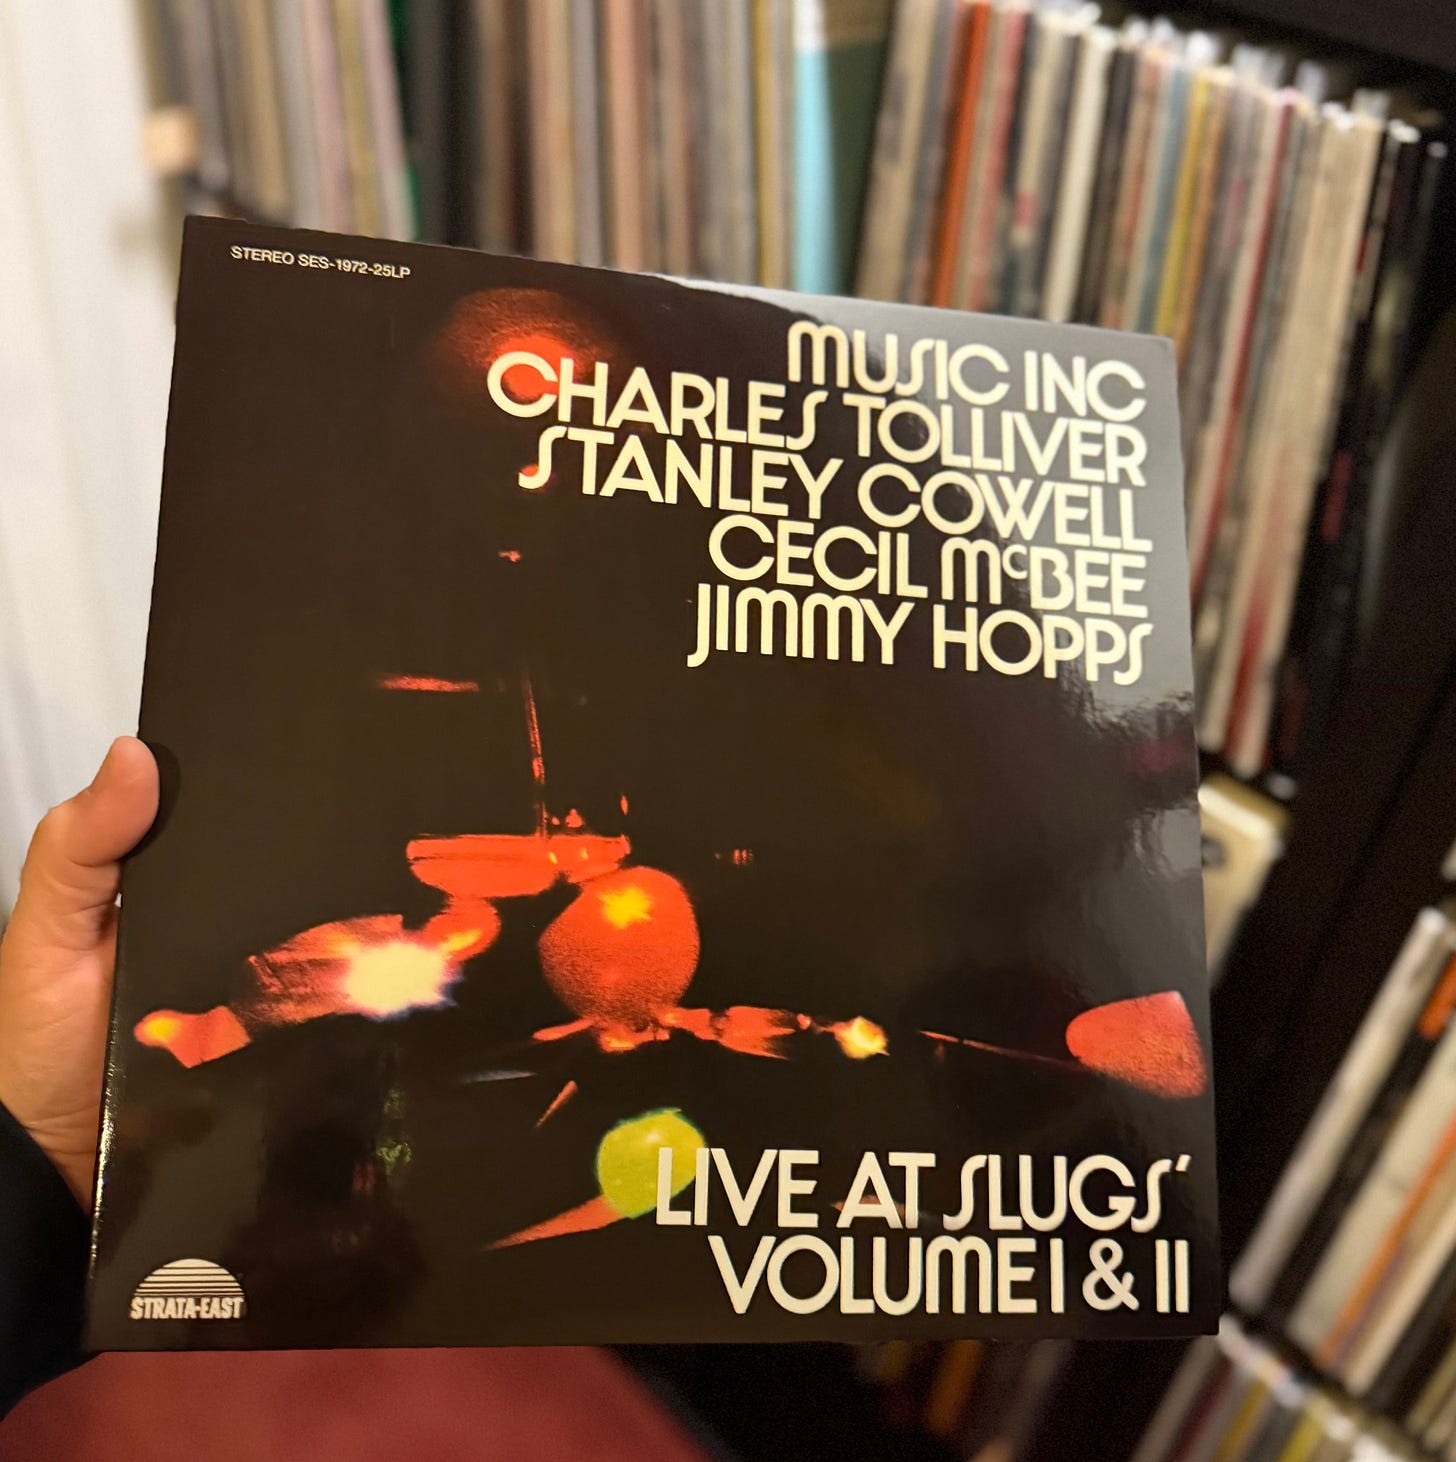 STEREO SES-1972-25LP
MUSIC INC
CHARLES TOLLIVER
STANLEY COWELL
CECIL McBEE
JIMMY HOPPS
LIVE AT SLUGS'
VOLUME I & II
STRATA-EAST